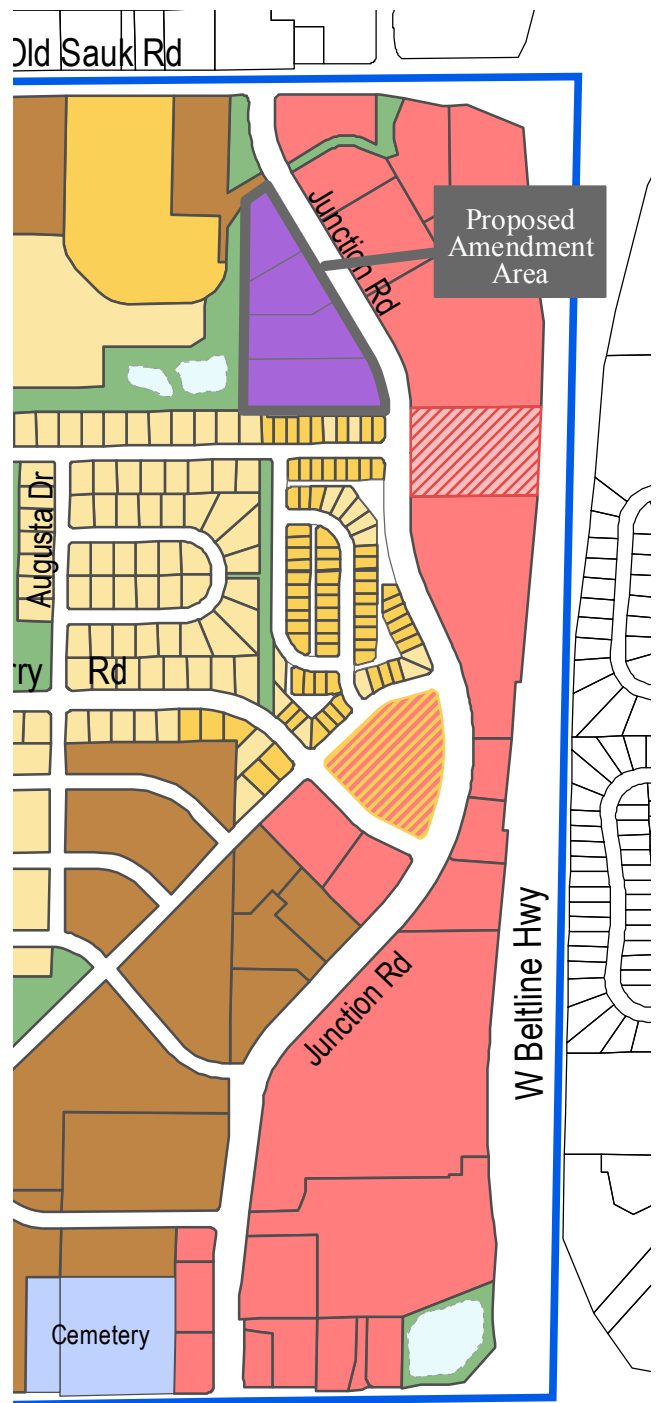 Old Sauk Rd
Junction Rd
Proposed
Amendment
Area
Augusta Dr
rry Rd
W Beltline Hwy
Junction Rd
Cemetery